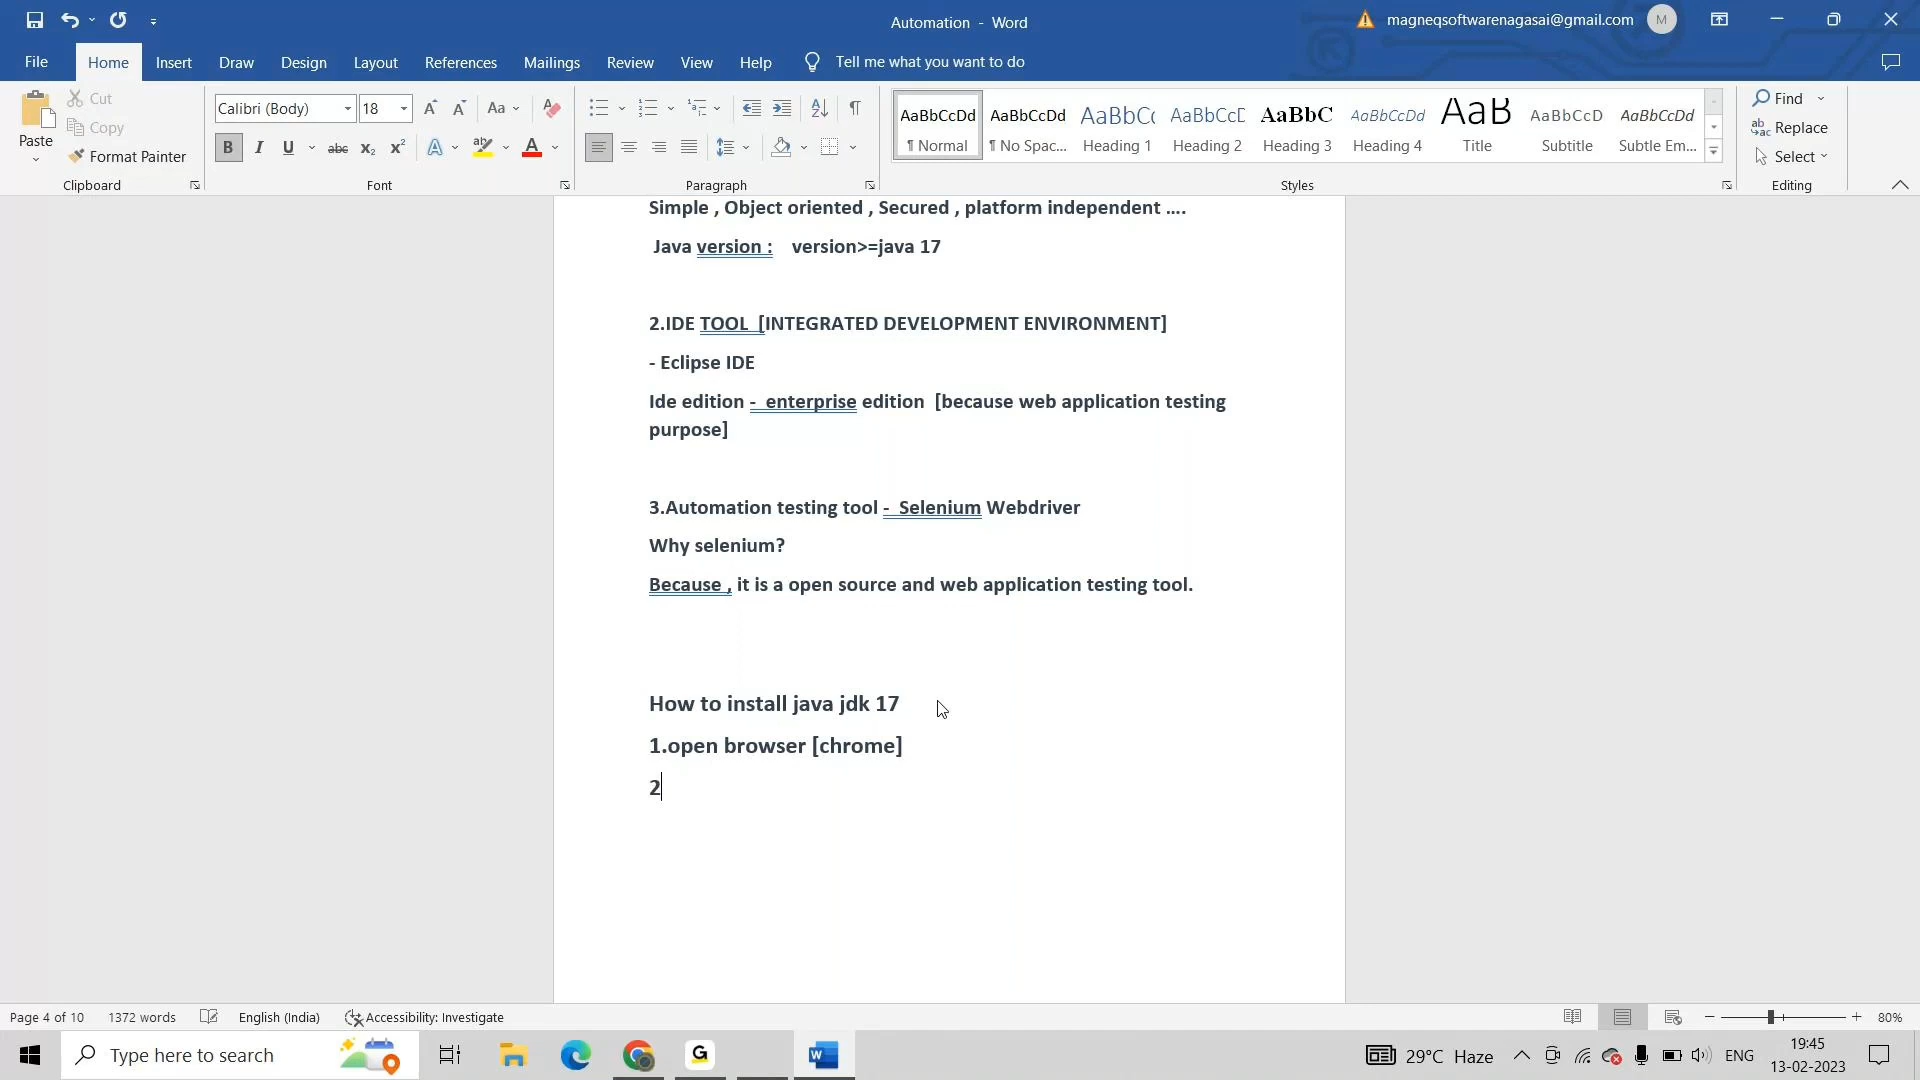 Automation - Word
magneqsoftwarenagasai@gmail.com
M
File Home Insert Draw Design Layout References Mailings Review View Help Tell me what you want to do
Paste
Cut
Copy
Format Painter
Clipboard
Calibri (Body) 18
Font
Paragraph
AaBbCcDd AaBbCcDd AaBbC AaBbCcD AaBbC AaBbCcDd AaB AaBbCcD AaBbCcDd
¶ Normal ¶ No Spac... Heading 1 Heading 2 Heading 3 Heading 4 Title Subtitle Subtle Em...
Styles
Find
Replace
Select
Editing
Simple , Object oriented , Secured , platform independent ....
Java version : version>=java 17
2.IDE TOOL [INTEGRATED DEVELOPMENT ENVIRONMENT]
- Eclipse IDE
Ide edition - enterprise edition [because web application testing
purpose]
3.Automation testing tool - Selenium Webdriver
Why selenium?
Because , it is a open source and web application testing tool.
How to install java jdk 17
1.open browser [chrome]
2
Page 4 of 10 1372 words English (India) Accessibility: Investigate 80%
Type here to search
29°C Haze
ENG
19:45
13-02-2023